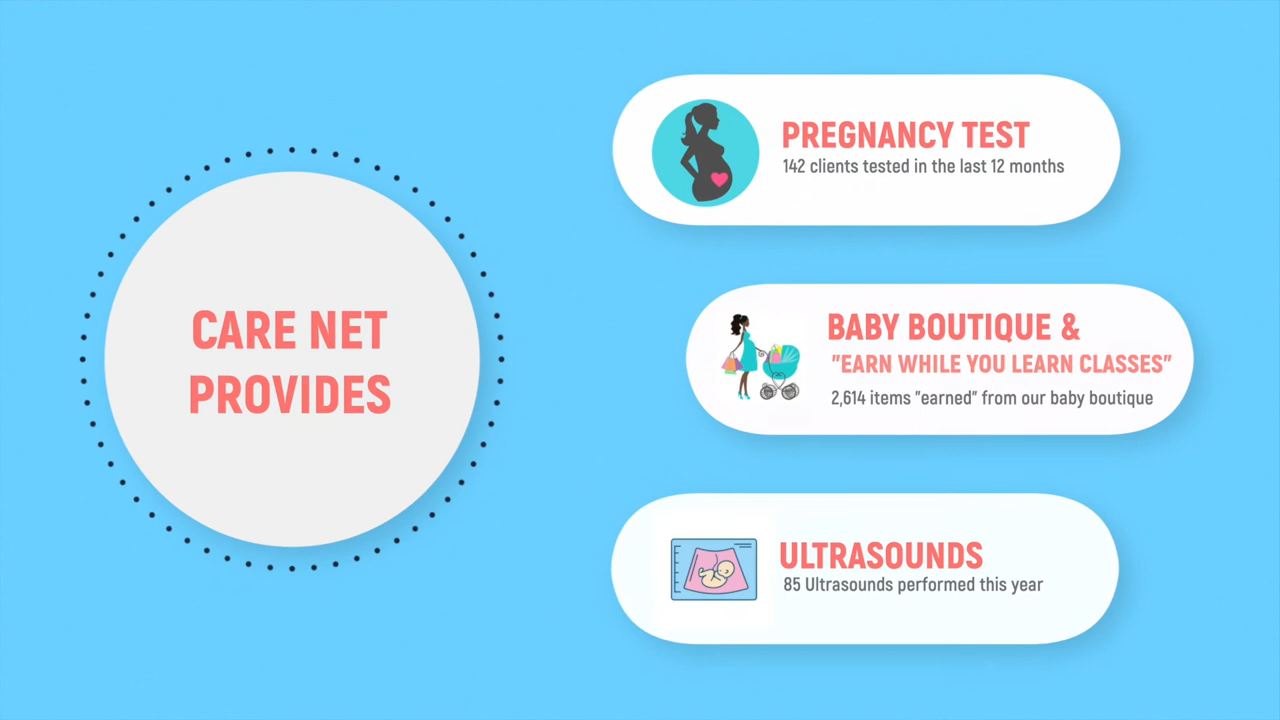 CARE NET
PROVIDES
PREGNANCY TEST
142 clients tested in the last 12 months
BABY BOUTIQUE &
"EARN WHILE YOU LEARN CLASSES"
2,614 items "earned" from our baby boutique
ULTRASOUNDS
85 Ultrasounds performed this year